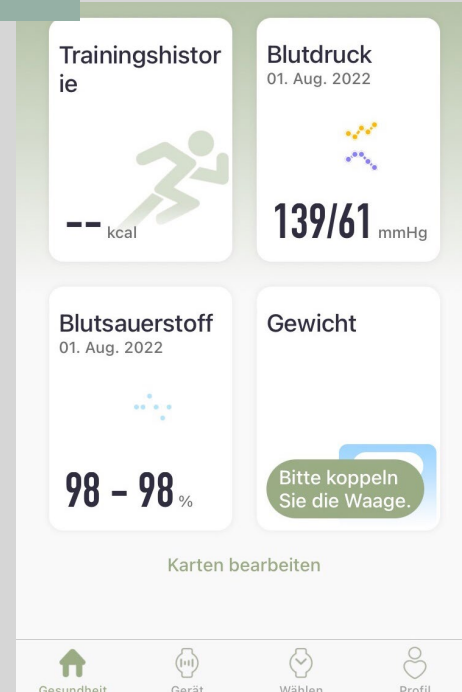 Trainingshistor
ie
-- kcal
Blutdruck
01. Aug. 2022
139/61 mmHg
Blutsauerstoff
01. Aug. 2022
98 - 98 %
Gewicht
Bitte koppeln
Sie die Waage.
Karten bearbeiten
Gesundheit
Gerät
Wählen
Profil